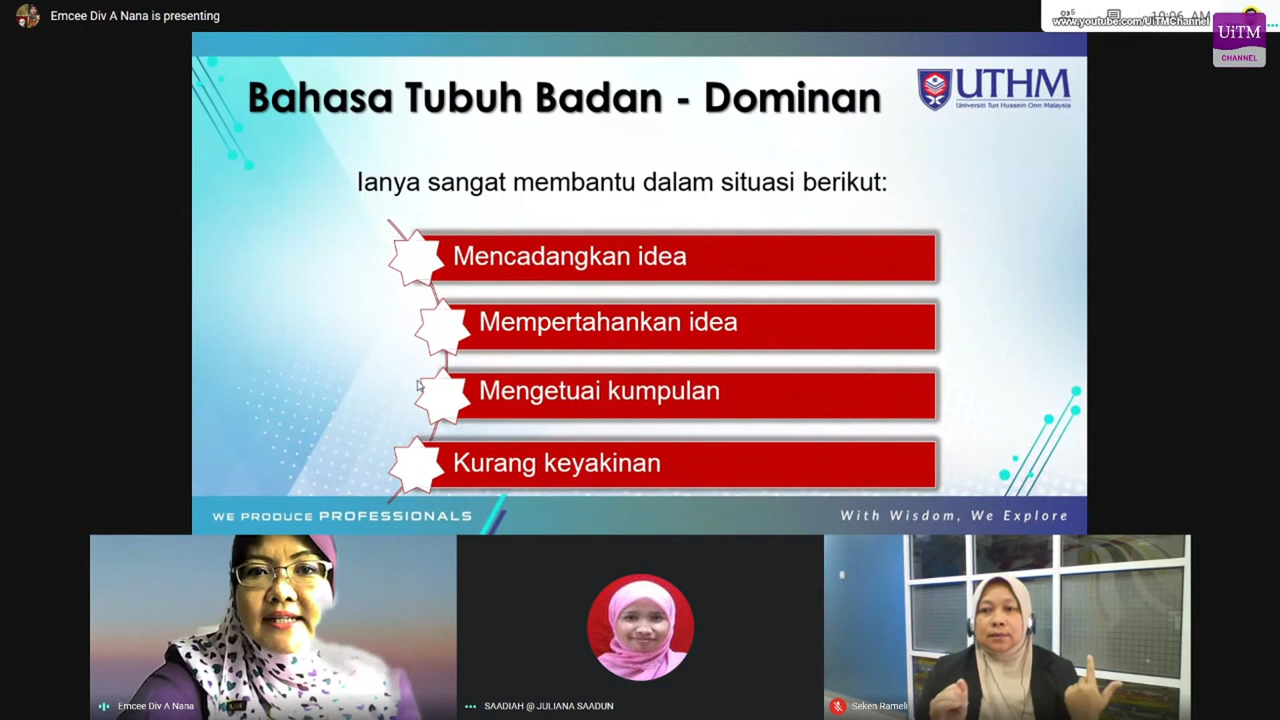 Emcee Div A Nana is presenting
www.youtube.com/UiTMChannel
UiTM
CHANNEL
Bahasa Tubuh Badan - Dominan
UTHM
Universiti Tun Hussein Onn Malaysia
Ianya sangat membantu dalam situasi berikut:
Mencadangkan idea
Mempertahankan idea
Mengetuai kumpulan
Kurang keyakinan
WE PRODUCE PROFESSIONALS
With Wisdom, We Explore
Emcee Div A Nana
SAADIAH @ JULIANA SAADUN
Seken Rameli